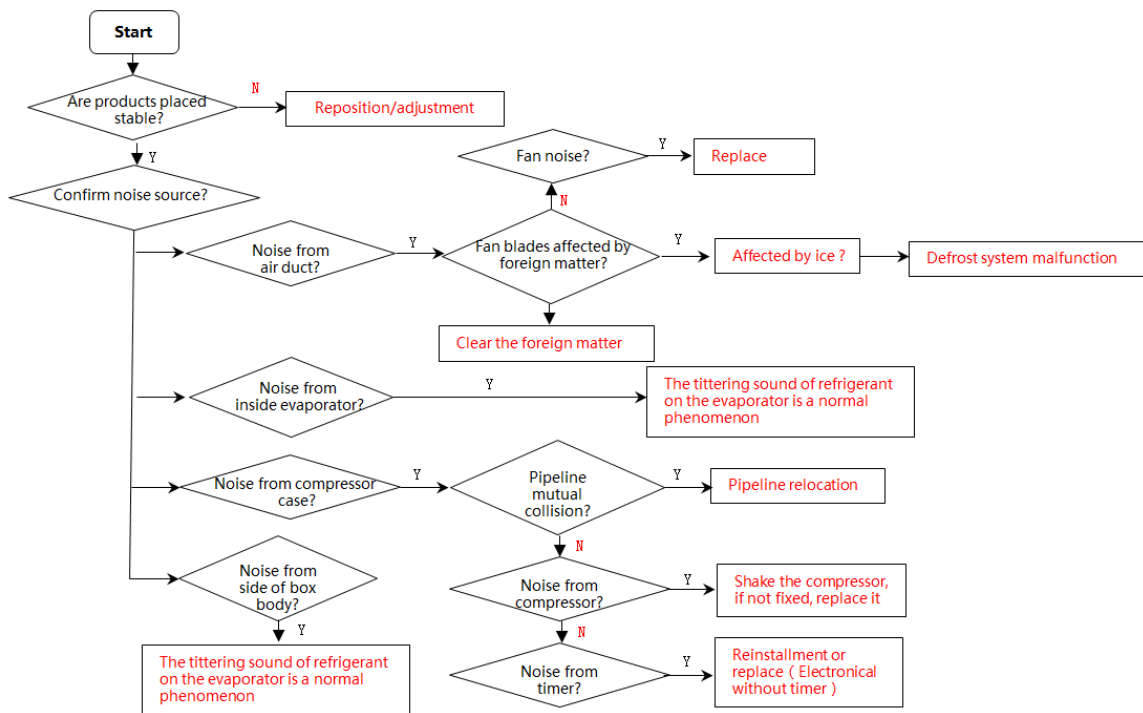 Start
Are products placed
stable?
N
Reposition/adjustment
Y
Confirm noise source?
Fan noise?
Y
Replace
N
Noise from
air duct?
Y
Fan blades affected by
foreign matter?
Y
Affected by ice ?
Defrost system malfunction
Clear the foreign matter
Noise from
inside evaporator?
Y
The tittering sound of refrigerant
on the evaporator is a normal
phenomenon
Noise from compressor
case?
Y
Pipeline
mutual
collision?
Y
Pipeline relocation
N
Noise from
side of box
body?
Y
The tittering sound of refrigerant
on the evaporator is a normal
phenomenon
Noise from
compressor?
Y
Shake the compressor,
if not fixed, replace it
N
Noise from
timer?
Y
Reinstallment or
replace ( Electronical
without timer )